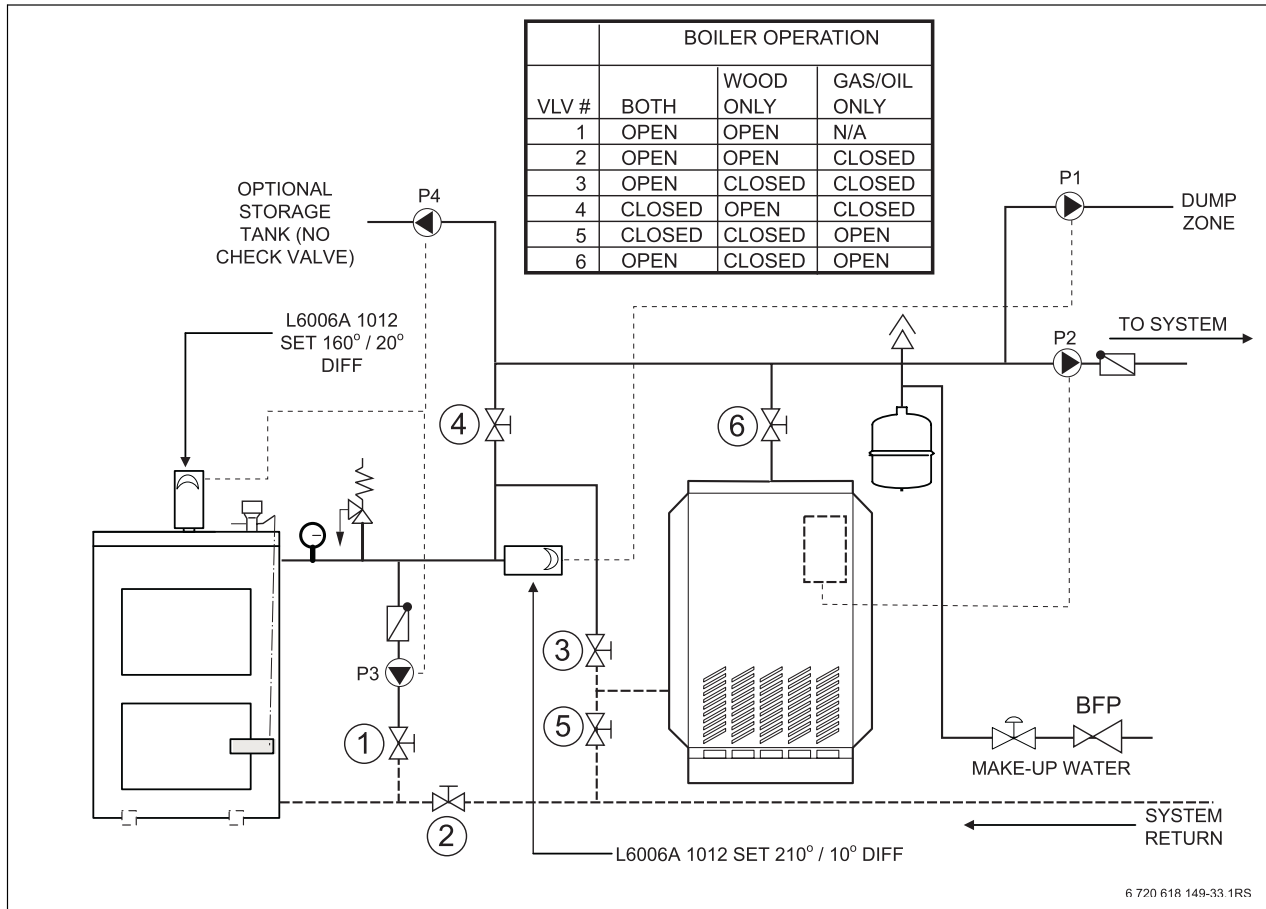 BOILER OPERATION
VLV # BOTH WOOD ONLY GAS/OIL ONLY
1 OPEN OPEN N/A
2 OPEN OPEN CLOSED
3 OPEN CLOSED CLOSED
4 CLOSED OPEN CLOSED
5 CLOSED CLOSED OPEN
6 OPEN CLOSED OPEN
OPTIONAL
STORAGE
TANK (NO
CHECK VALVE)
P4
P1
DUMP
ZONE
L6006A 1012
SET 160° / 20°
DIFF
TO SYSTEM
P2
4
6
3
P3
1
5
BFP
MAKE-UP WATER
2
SYSTEM
RETURN
L6006A 1012 SET 210° / 10° DIFF
6 720 618 149-33.1RS